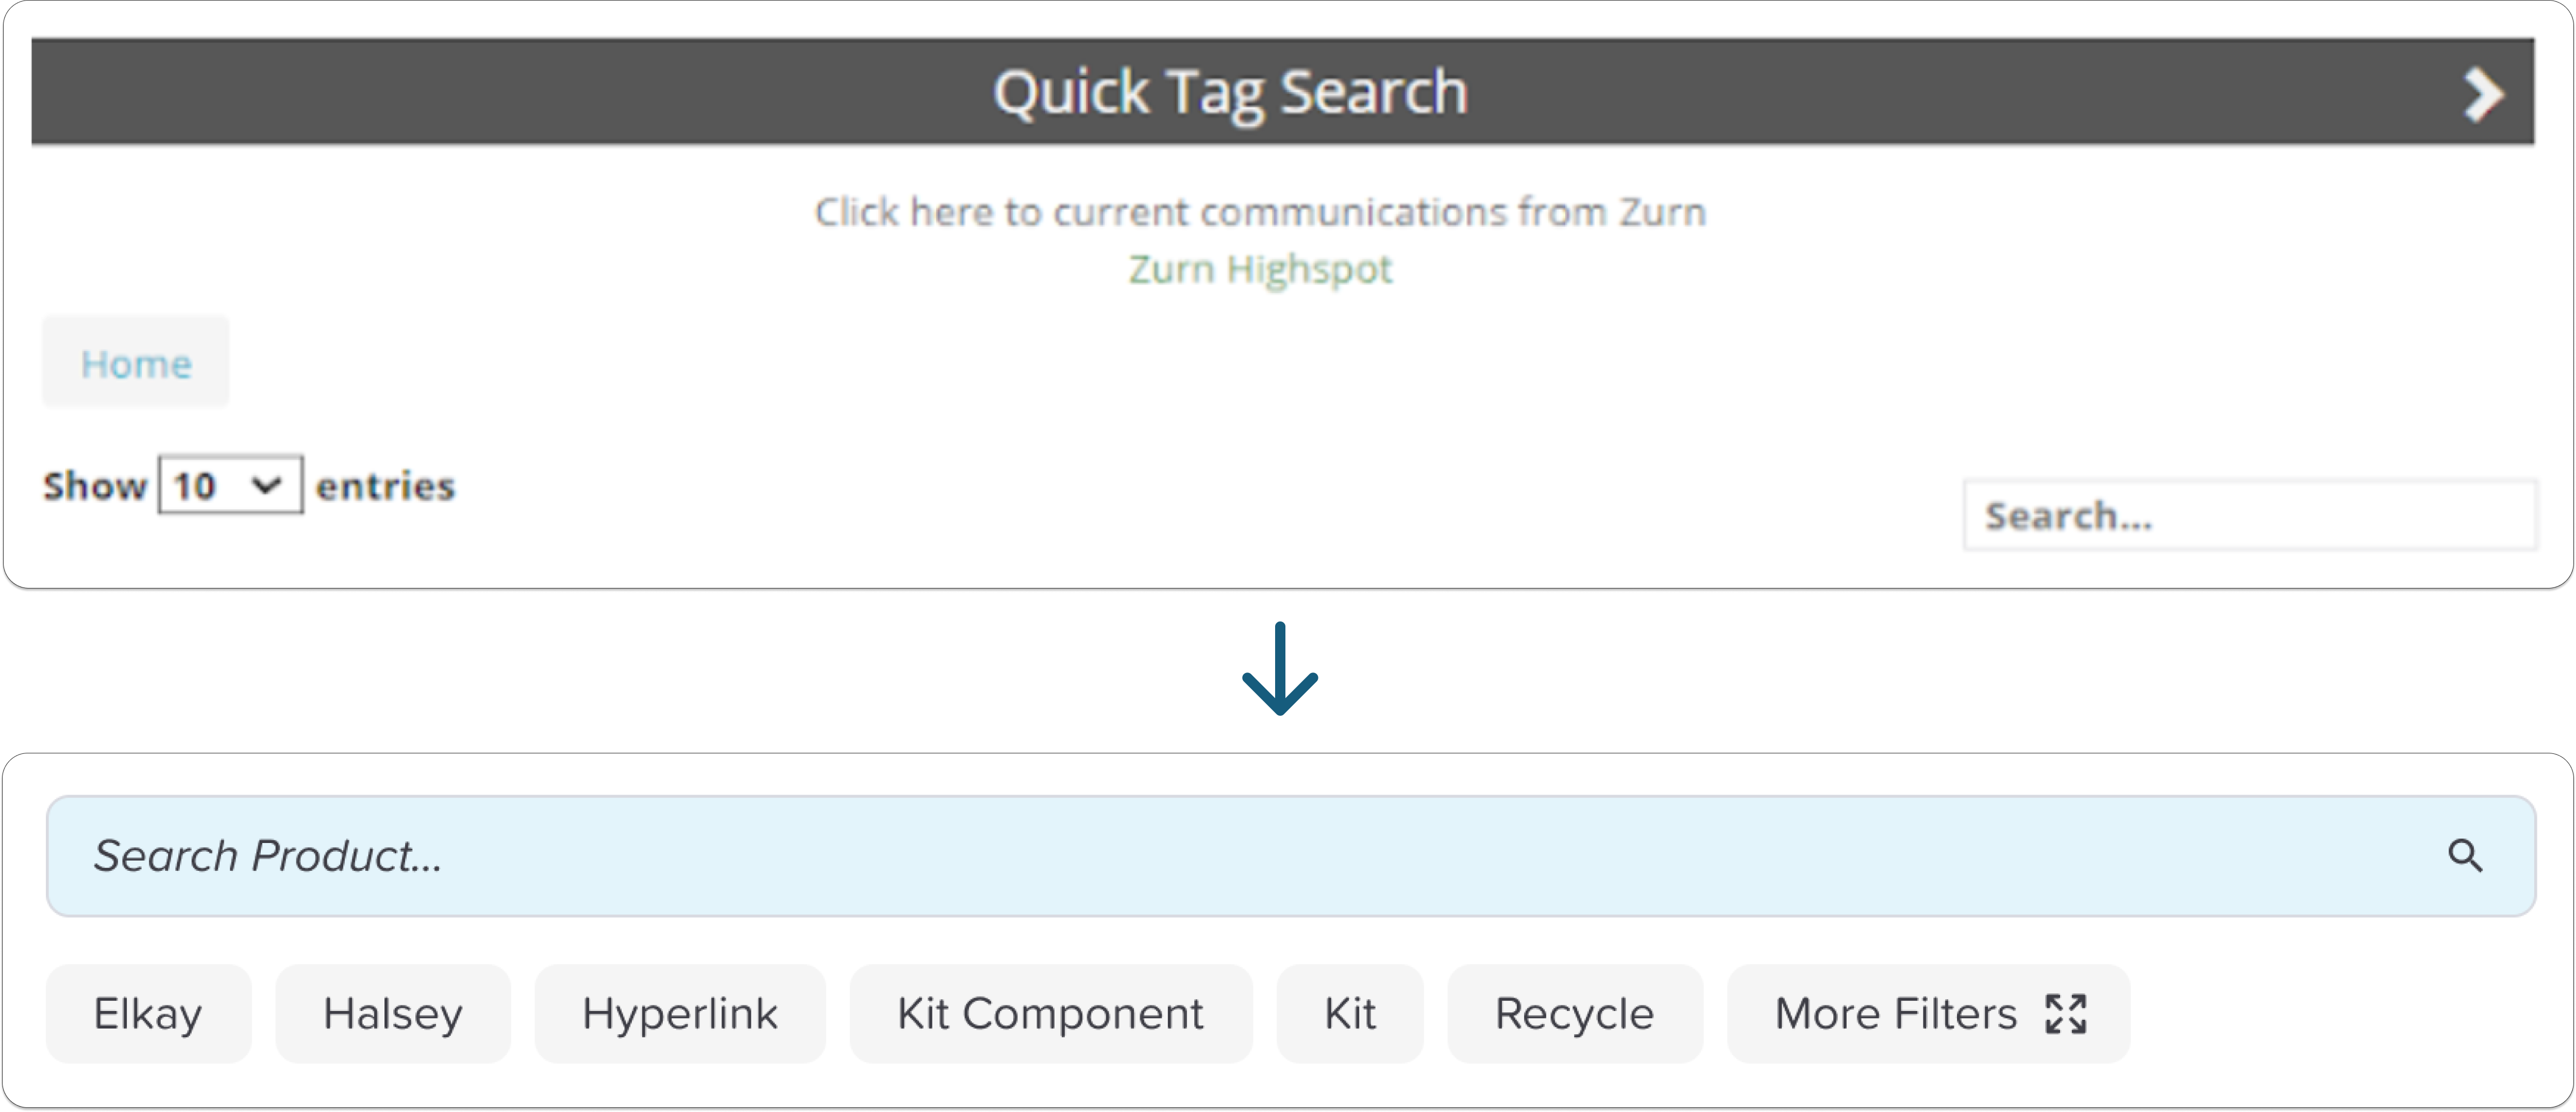 Quick Tag Search
Click here to current communications from Zurn
Zurn Highspot
Home
Show 10 entries
Search...
Search Product...
Elkay Halsey Hyperlink Kit Component Kit Recycle More Filters